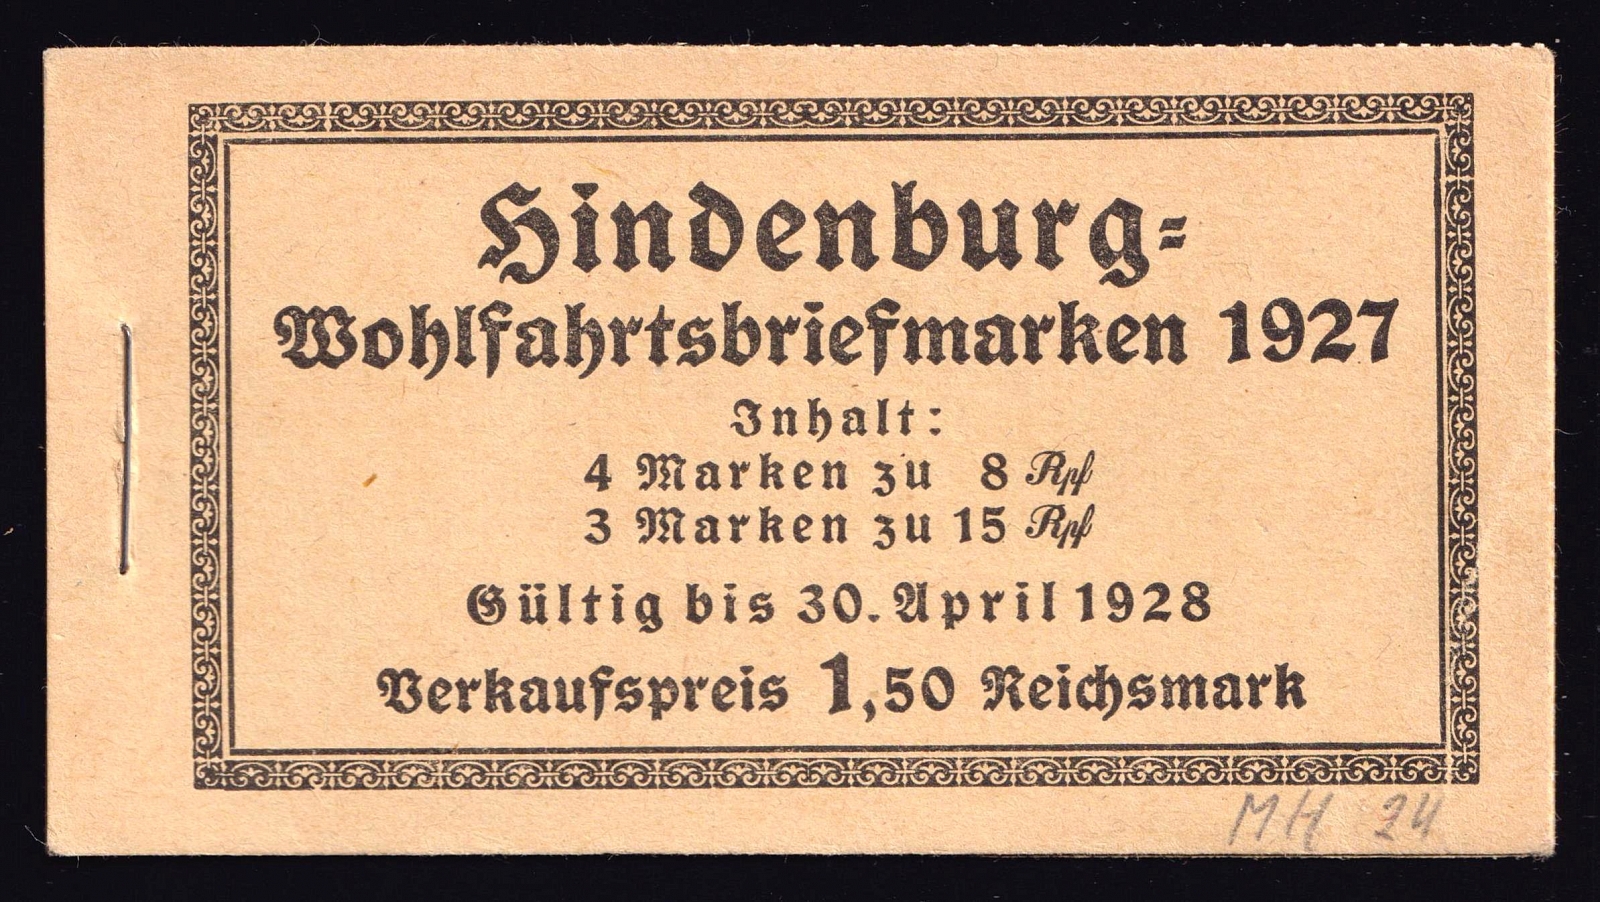 Hindenburg=
Wohlfahrtsbriefmarken 1927
Inhalt:
4 Marken zu 8 Rpf
3 Marken zu 15 Rpf
Gültig bis 30. April 1928
Verkaufspreis 1,50 Reichsmark
MH 24